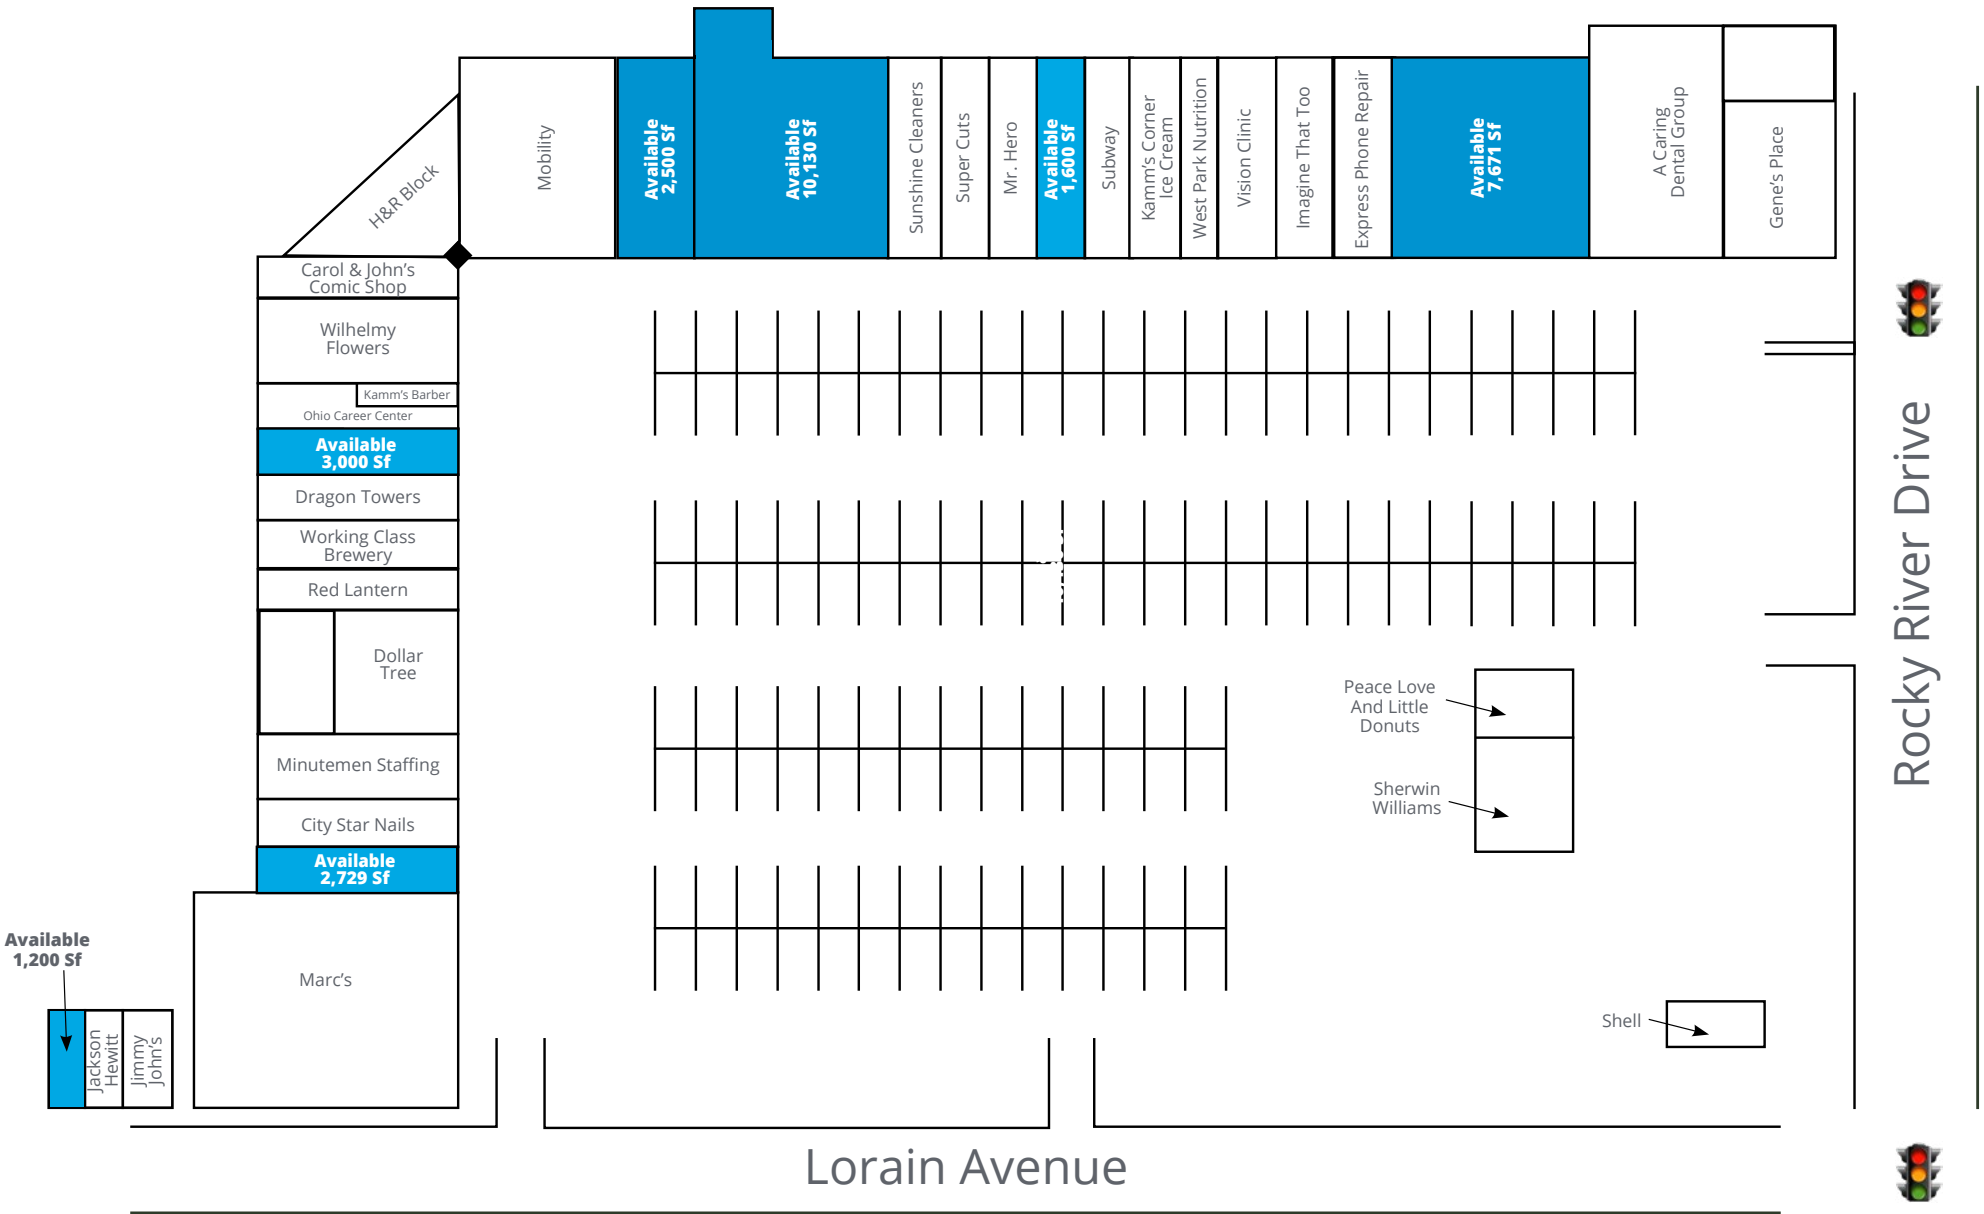 Mobility
Available
2,500 Sf
Available
10,130 Sf
Sunshine Cleaners
Super Cuts
Mr. Hero
Available
1,600 Sf
Subway
Kamm's Corner
Ice Cream
West Park Nutrition
Vision Clinic
Imagine That Too
Express Phone Repair
Available
7,671 Sf
A Caring
Dental Group
Gene's Place
H&R Block
Carol & John's
Comic Shop
Wilhelmy
Flowers
Kamm's Barber
Ohio Career Center
Available
3,000 Sf
Dragon Towers
Working Class
Brewery
Red Lantern
Dollar
Tree
Minutemen Staffing
City Star Nails
Available
2,729 Sf
Marc's
Available
1,200 Sf
Jackson
Hewitt
Jimmy
John's
Peace Love
And Little
Donuts
Sherwin
Williams
Shell
Rocky River Drive
Lorain Avenue